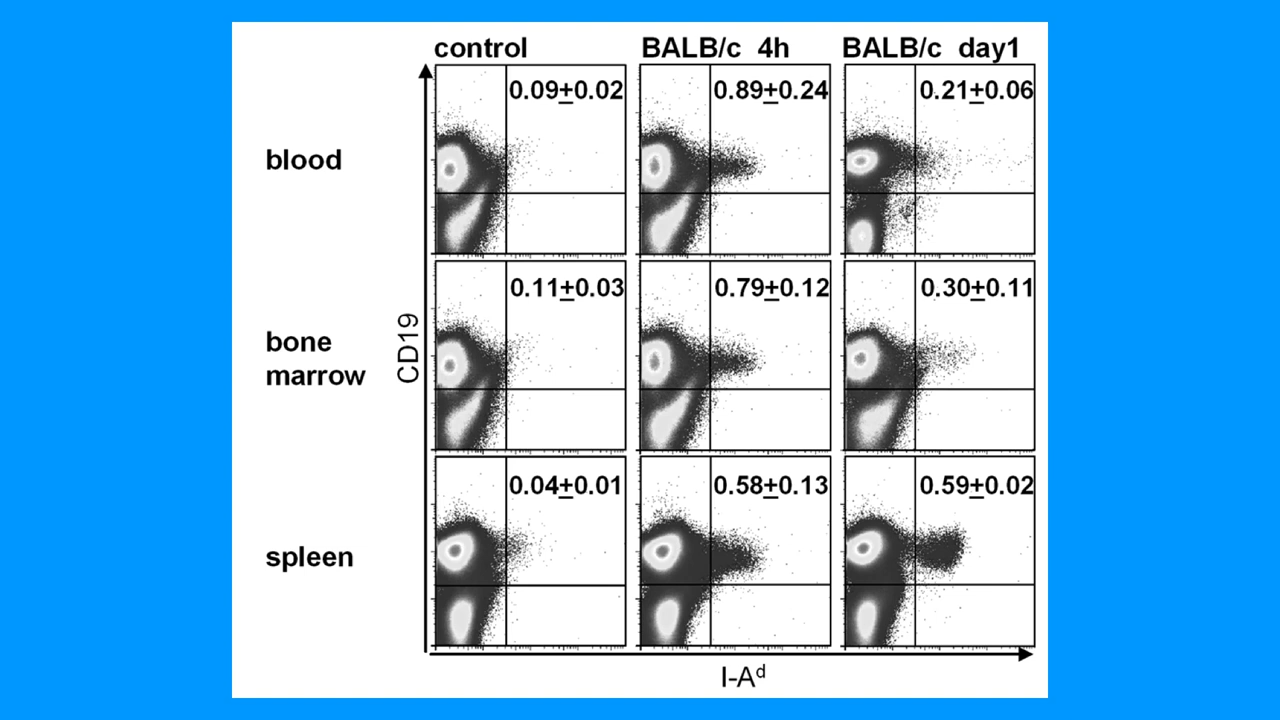 control BALB/c 4h BALB/c day1
blood 0.09±0.02 0.89±0.24 0.21±0.06
bone
marrow 0.11±0.03 0.79±0.12 0.30±0.11
spleen 0.04±0.01 0.58±0.13 0.59±0.02
CD19
I-Aᵈ